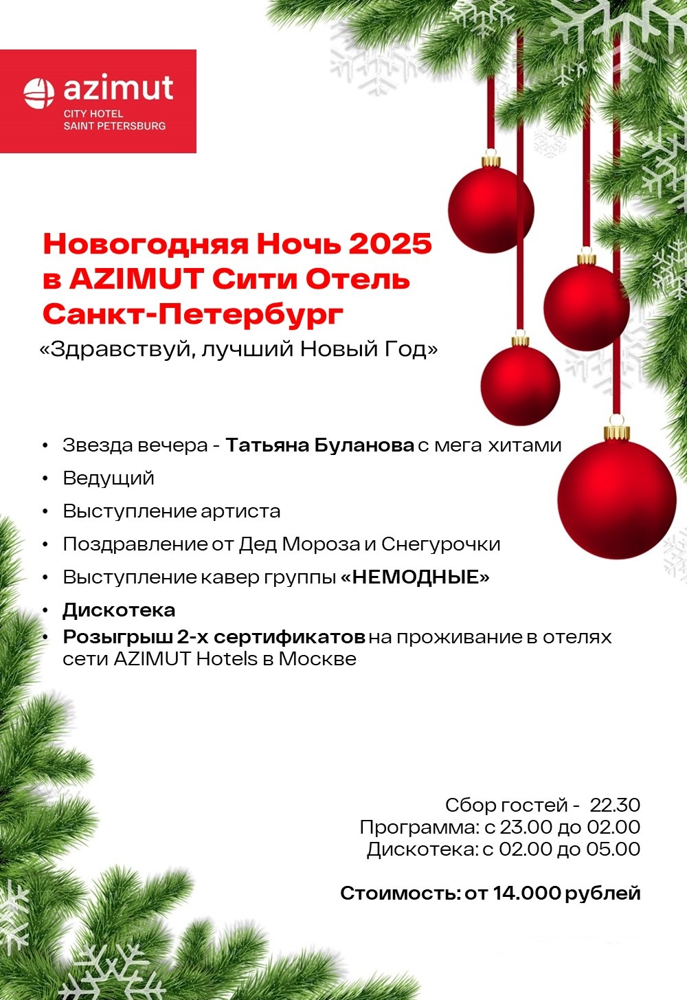 azimut
CITY HOTEL
SAINT PETERSBURG
Новогодняя Ночь 2025
в AZIMUT Сити Отель
Санкт-Петербург
«Здравствуй, лучший Новый Год»
• Звезда вечера - Татьяна Буланова с мега хитами
• Ведущий
• Выступление артиста
• Поздравление от Дед Мороза и Снегурочки
• Выступление кавер группы «НЕМОДНЫЕ»
• Дискотека
• Розыгрыш 2-х сертификатов на проживание в отелях
сети AZIMUT Hotels в Москве
Сбор гостей - 22.30
Программа: с 23.00 до 02.00
Дискотека: с 02.00 до 05.00
Стоимость: от 14.000 рублей